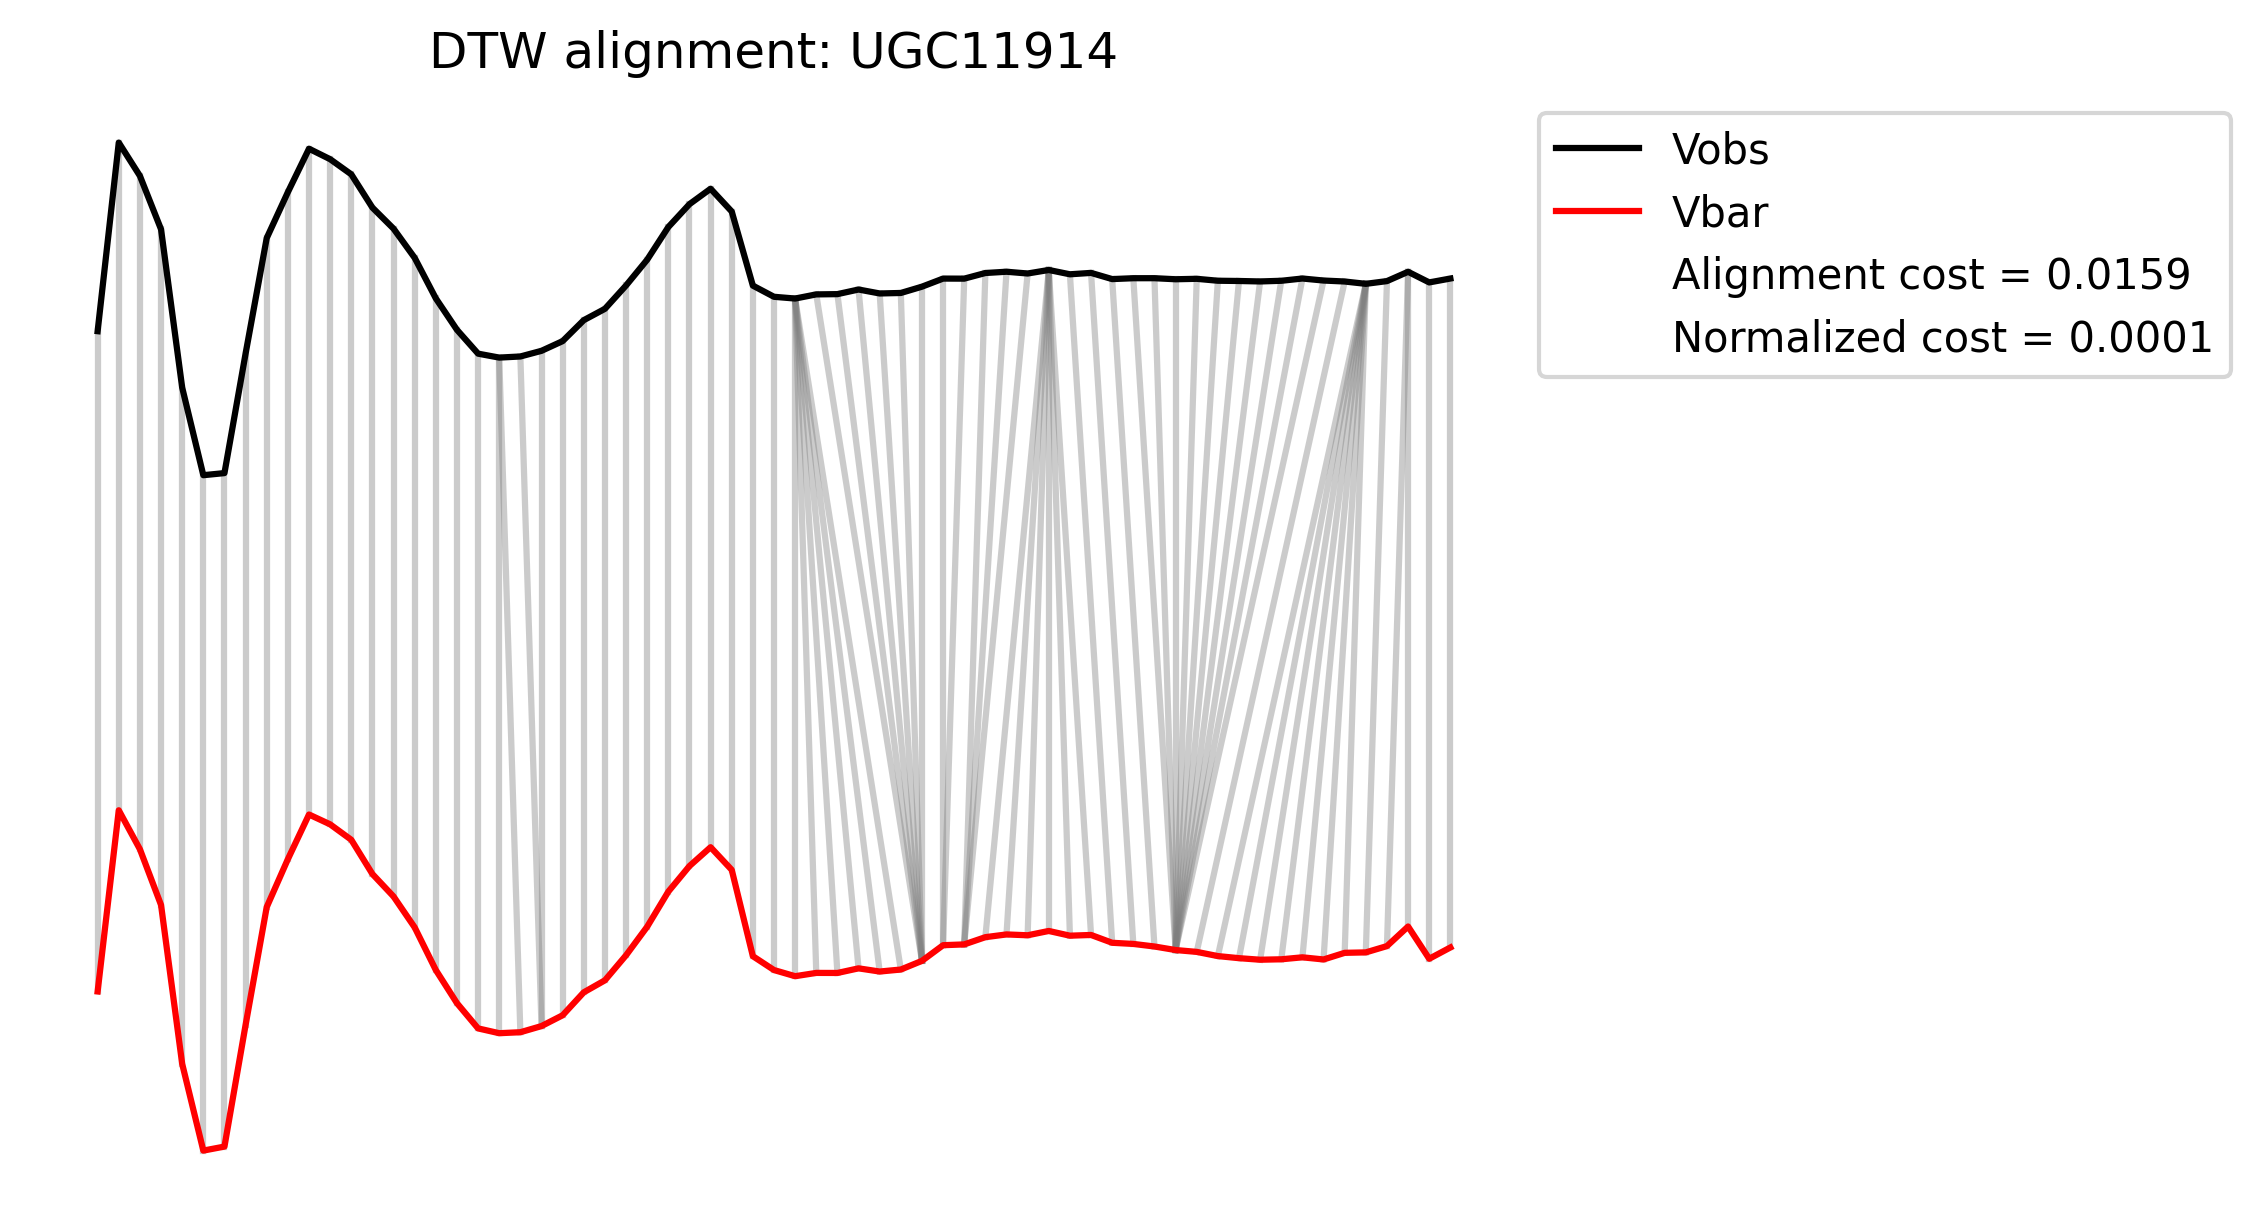 DTW alignment: UGC11914
Vobs
Vbar
Alignment cost = 0.0159
Normalized cost = 0.0001